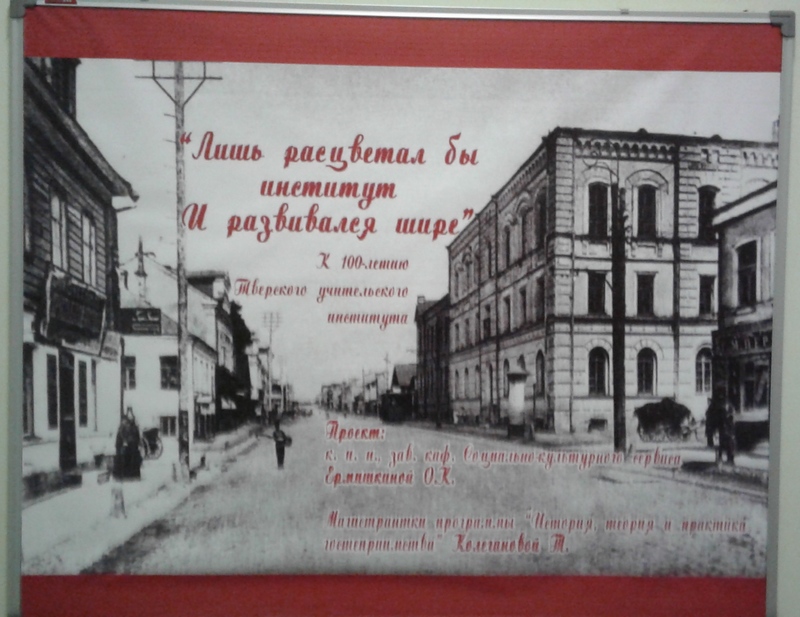 "Лишь расцветал бы
институт
И развивался шире"
К 100-летию
Тверского учительского
института
Проект:
к. п. н., зав. каф. Социально-культурного сервиса
Ермишкиной О.К.
Магистрантки программы "История, теория и практика
гостеприимства" Колегановой Т.